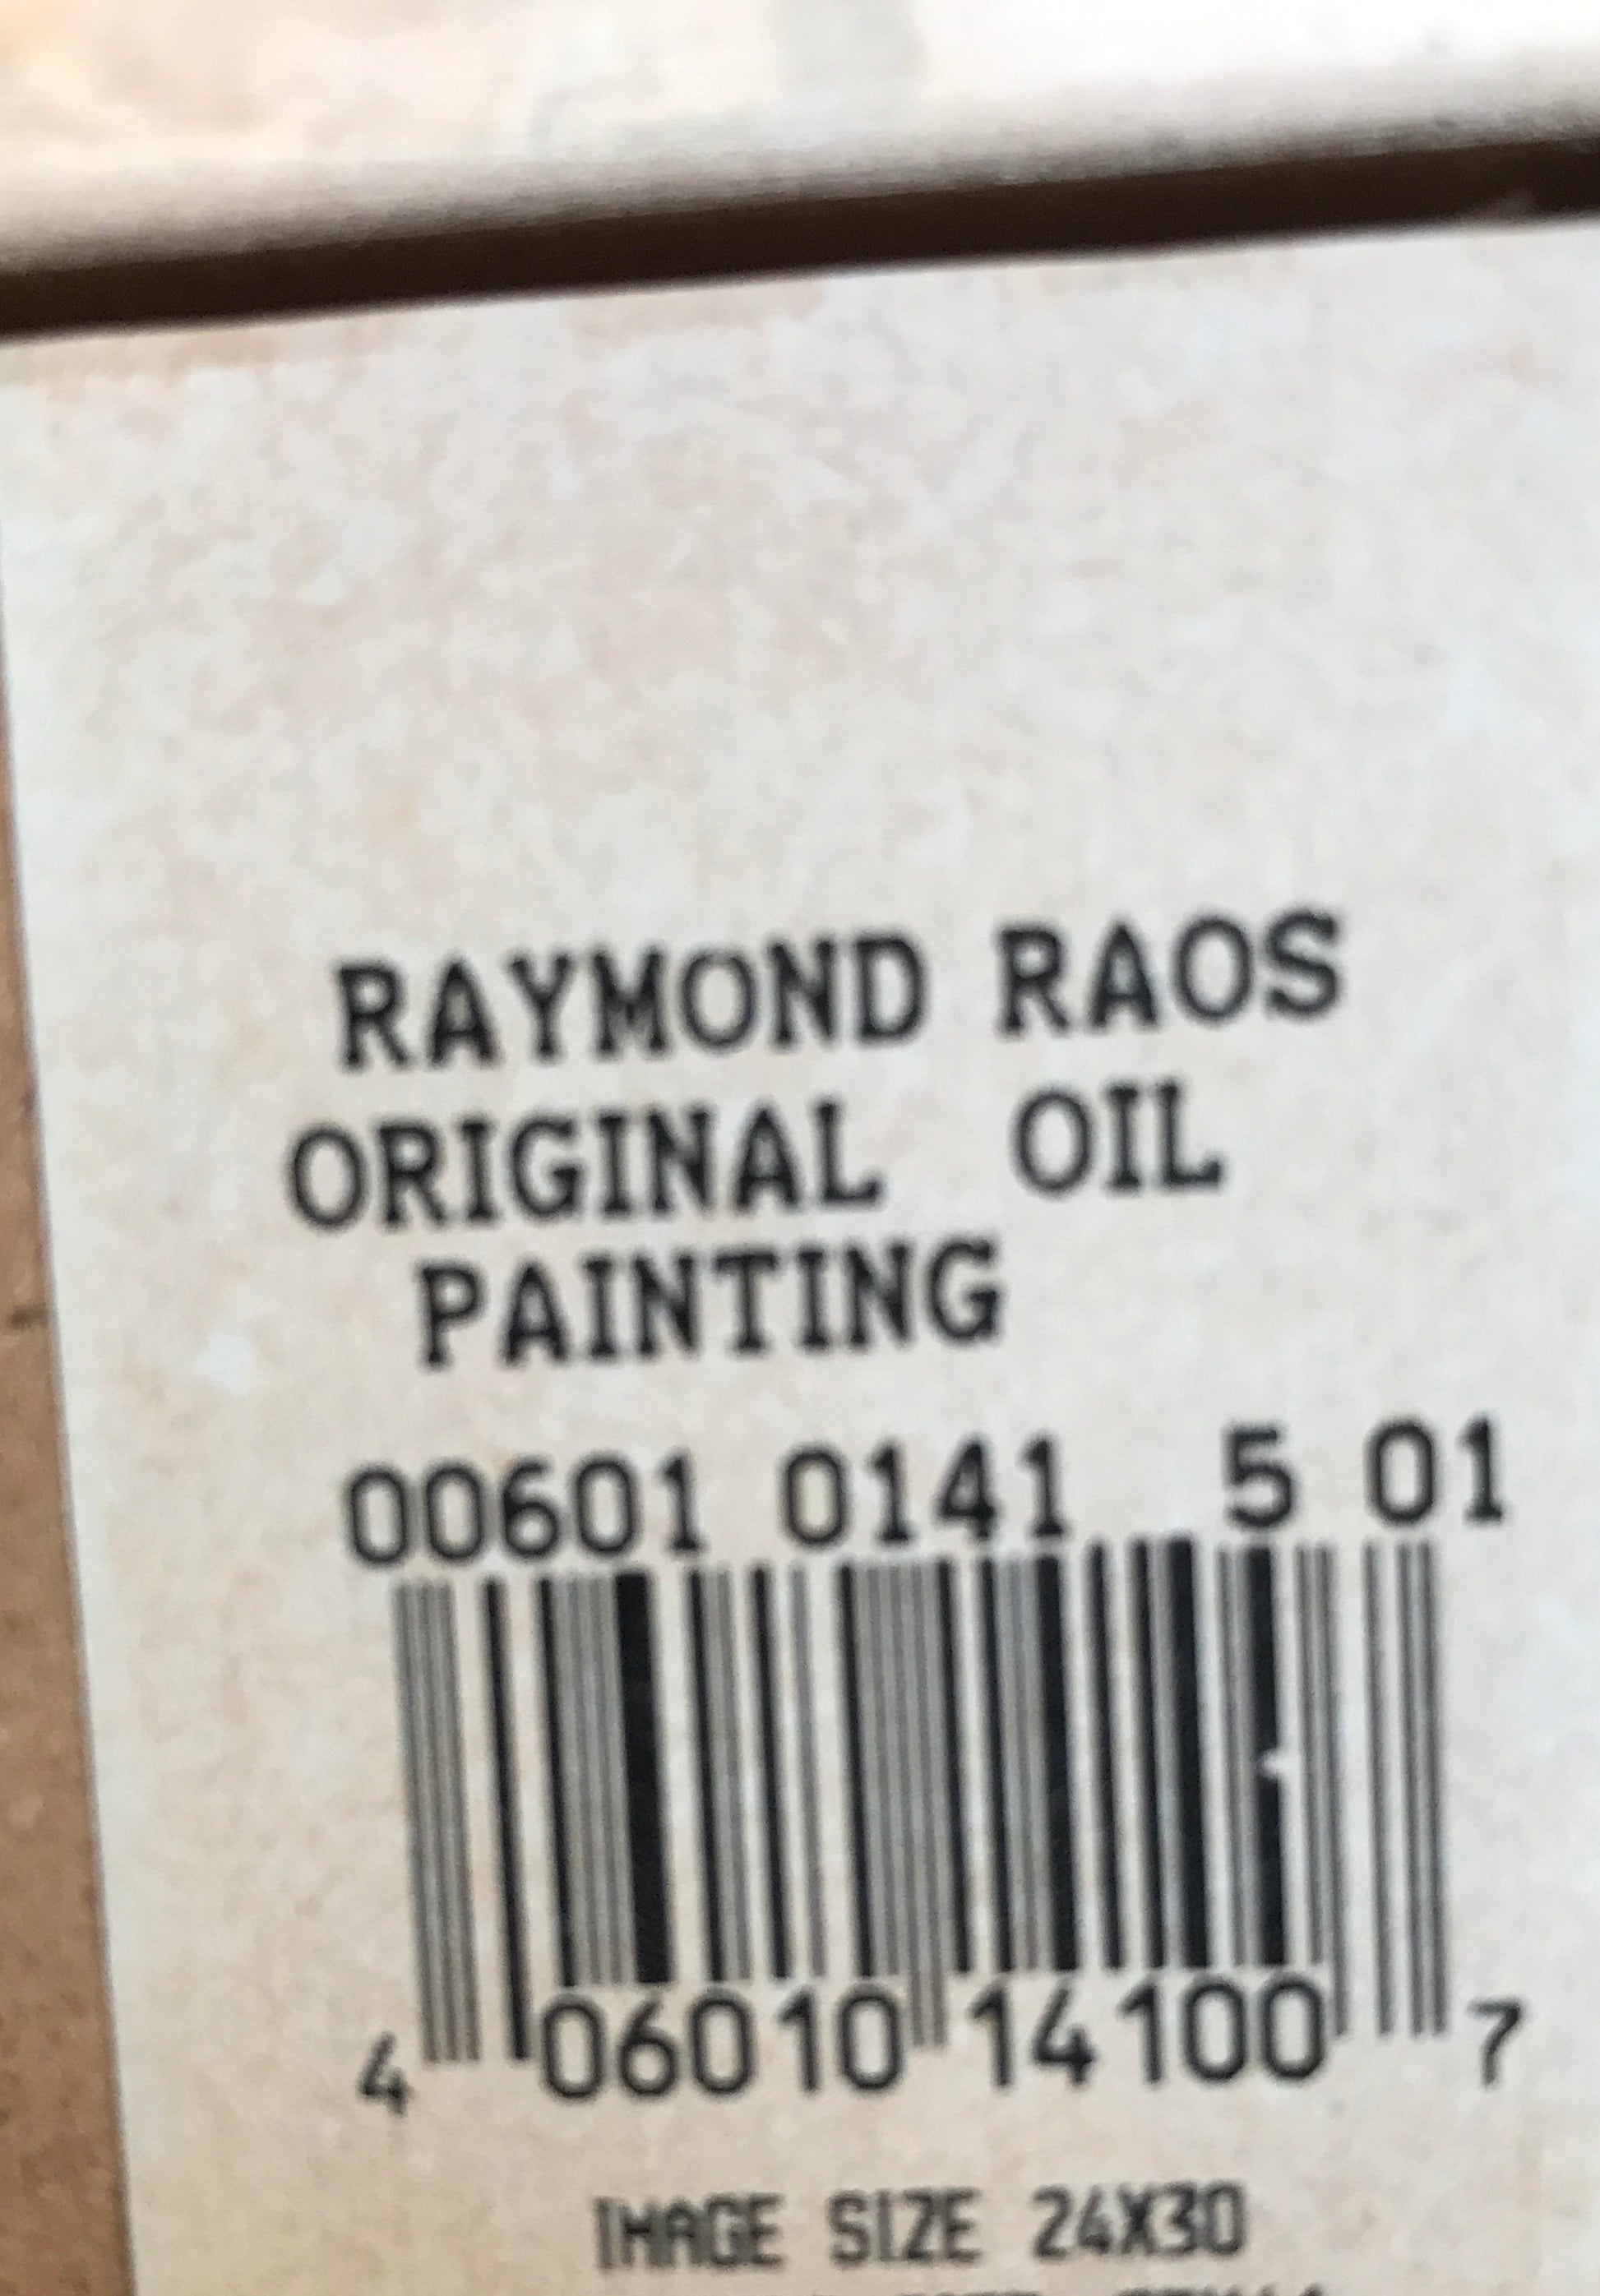 RAYMOND RAOS
ORIGINAL OIL
PAINTING
00601 0141 5 01
4 06010 14100 7
IMAGE SIZE 24X30